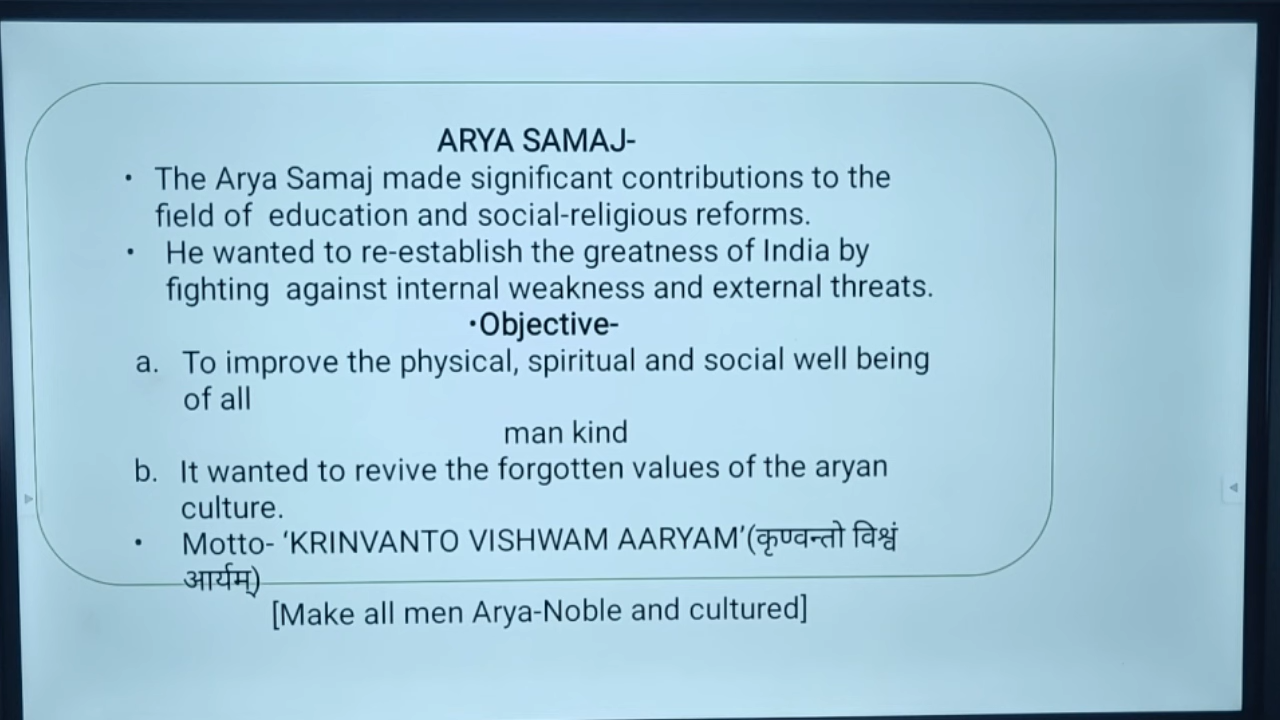 ARYA SAMAJ-
• The Arya Samaj made significant contributions to the
field of education and social-religious reforms.
• He wanted to re-establish the greatness of India by
fighting against internal weakness and external threats.
•Objective-
a. To improve the physical, spiritual and social well being
of all
man kind
b. It wanted to revive the forgotten values of the aryan
culture.
• Motto- ‘KRINVANTO VISHWAM AARYAM’(कृण्वन्तो विश्वं
आर्यम्)
[Make all men Arya-Noble and cultured]